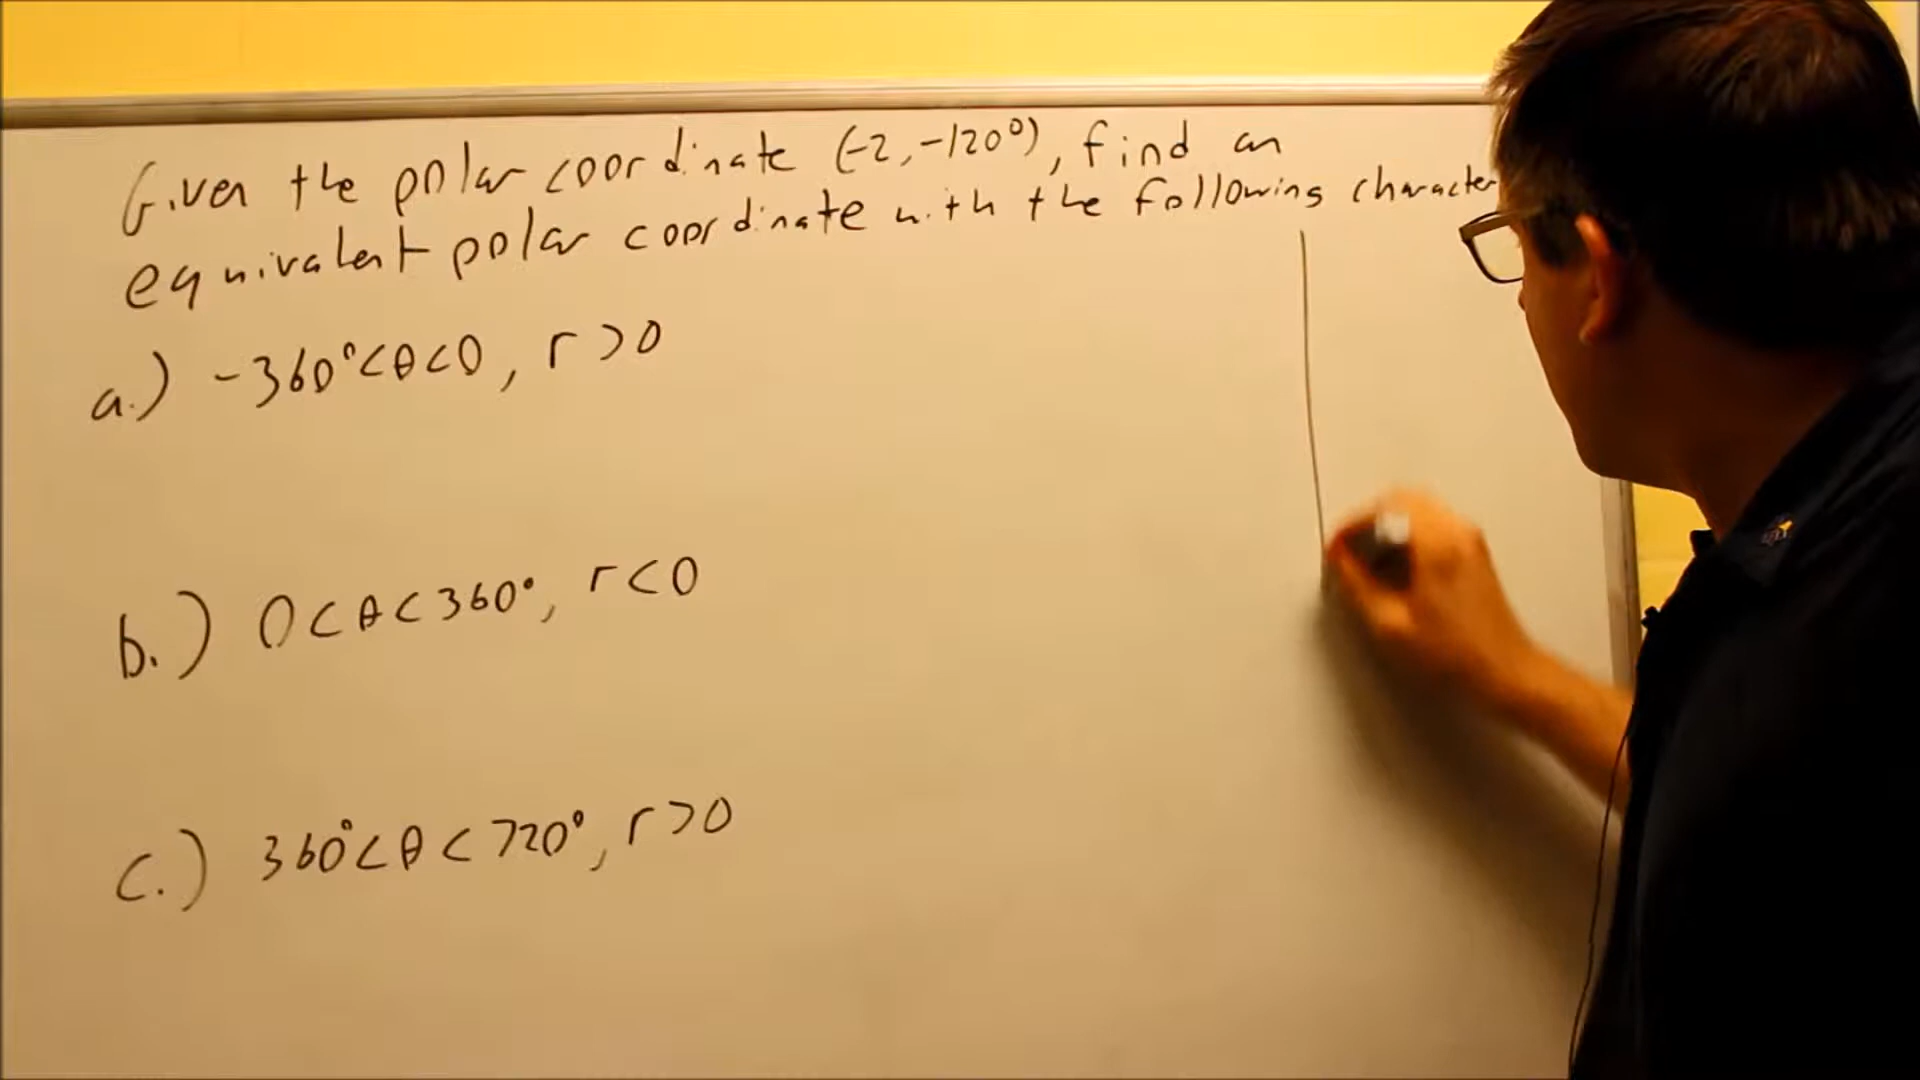 Given the polar coordinate (-2,-120°), find an
equivalent polar coordinate with the following character
a.) -360°<θ<0, r>0
b.) 0<θ<360°, r<0
c.) 360°<θ<720°, r>0